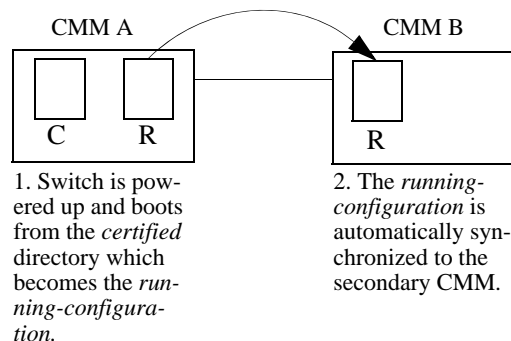 CMM A
CMM B
C
R
R
1. Switch is pow-
ered up and boots
from the certified
directory which
becomes the run-
ning-configura-
tion.
2. The running-
configuration is
automatically syn-
chronized to the
secondary CMM.